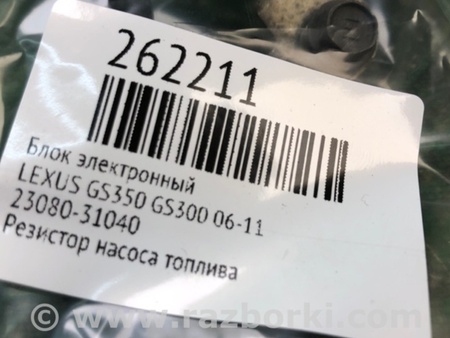 262211
Блок электронный
LEXUS GS350 GS300 06-11
23080-31040
Резистор насоса топлива
© www.razborki.com